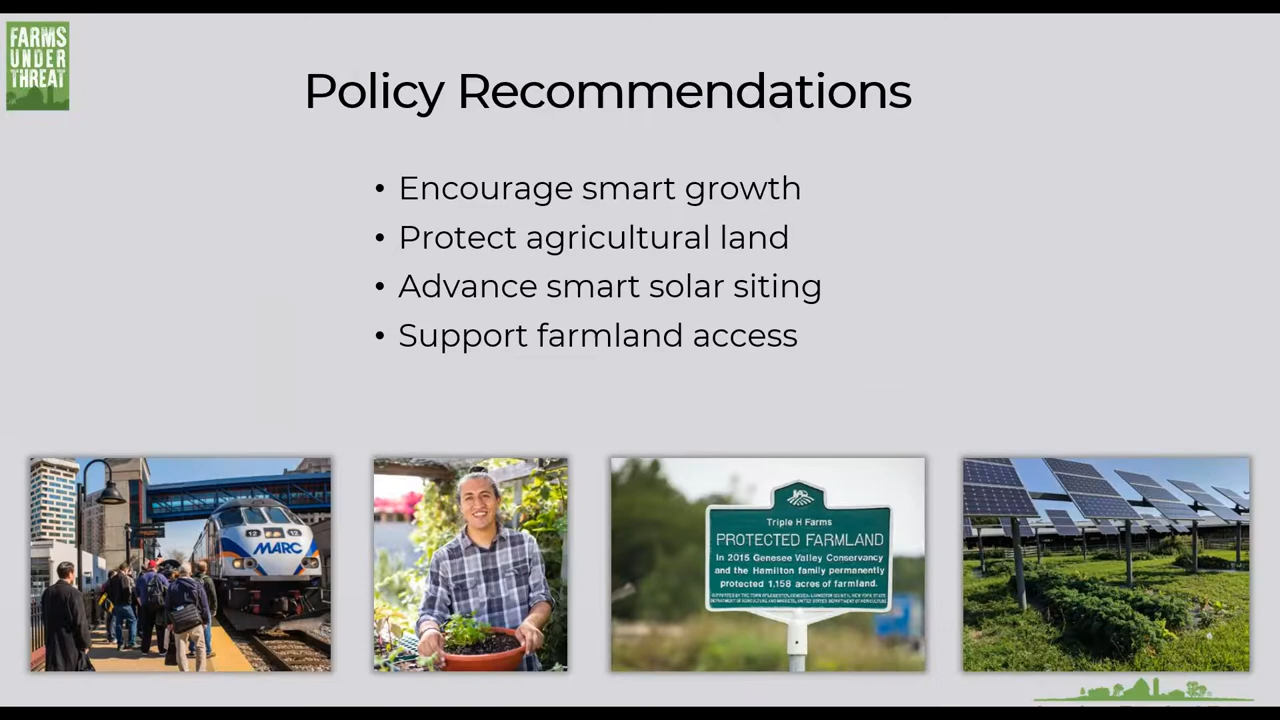 FARMS
UNDER
THREAT
Policy Recommendations
• Encourage smart growth
• Protect agricultural land
• Advance smart solar siting
• Support farmland access
12
12
MARC
Triple H Farms
PROTECTED FARMLAND
In 2015 Genesee Valley Conservancy
and the Hamilton family permanently
protected 1,158 acres of farmland.